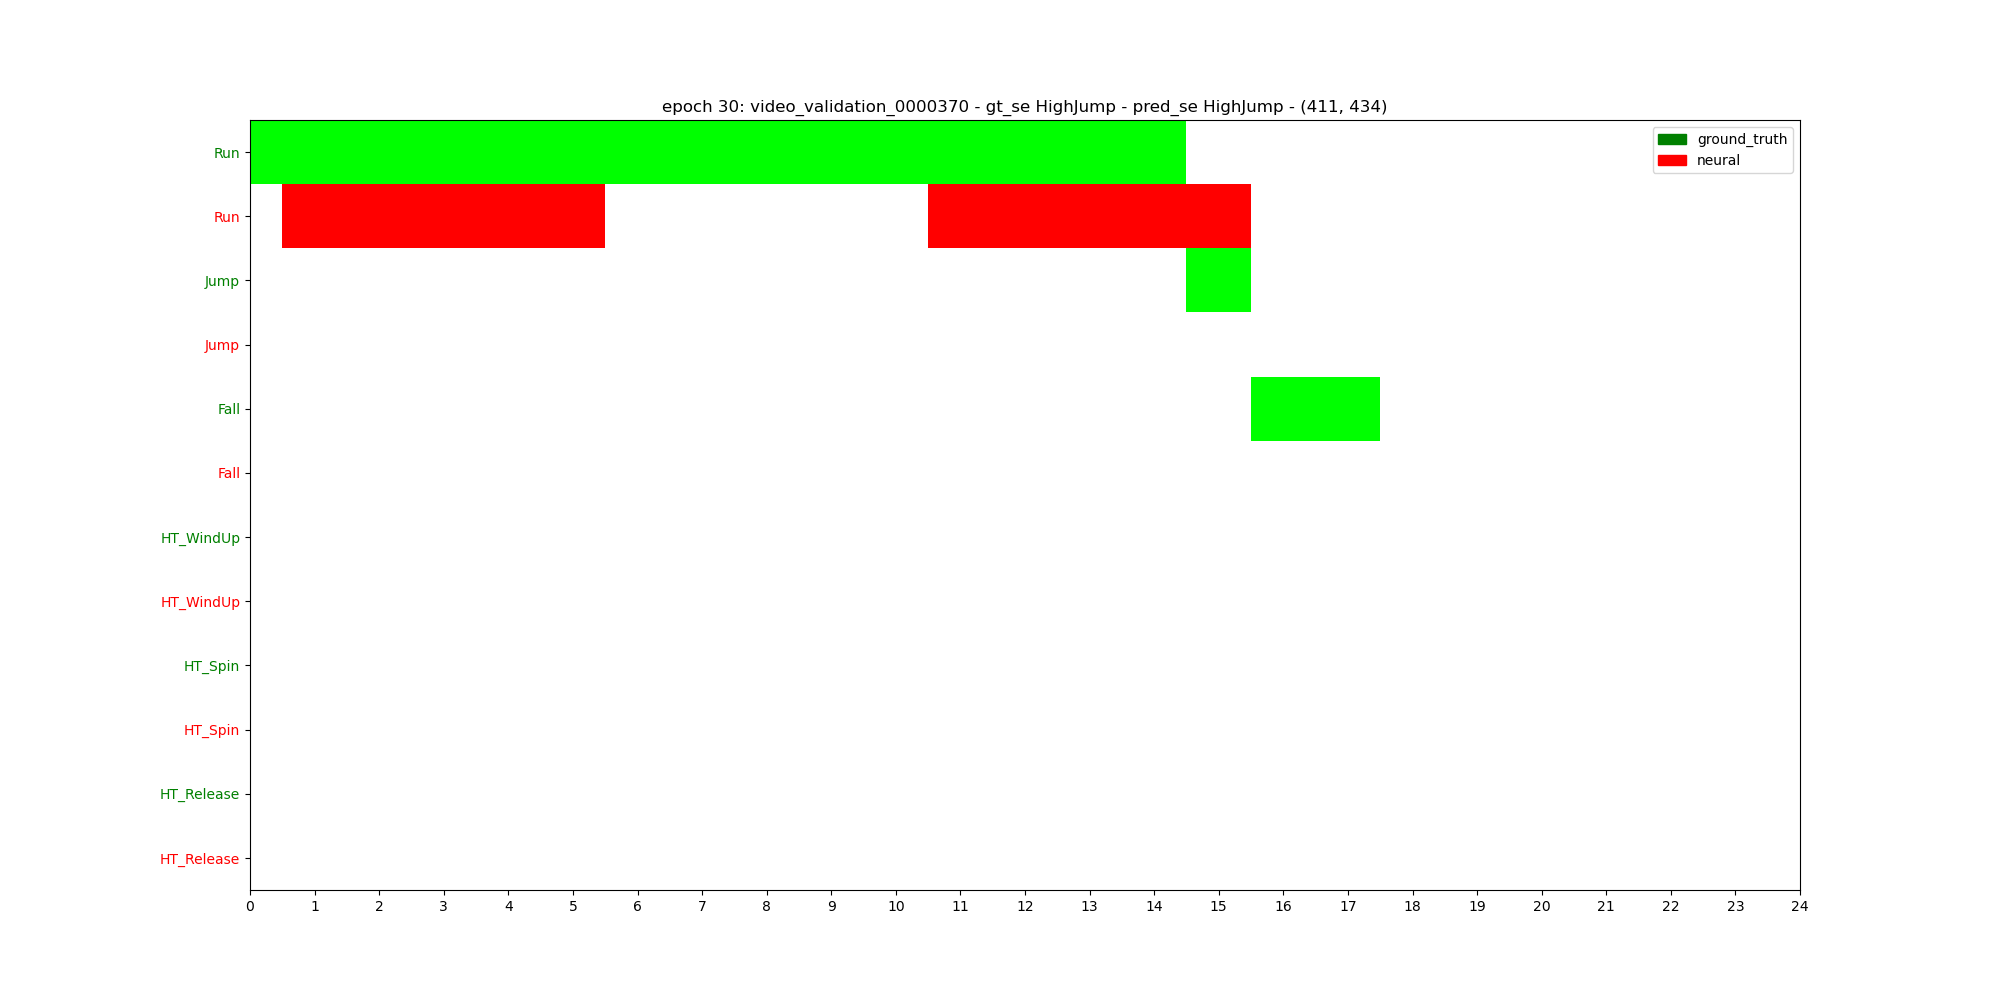 epoch 30: video_validation_0000370 - gt_se HighJump - pred_se HighJump - (411, 434)
ground_truth
neural
Run
Run
Jump
Jump
Fall
Fall
HT_WindUp
HT_WindUp
HT_Spin
HT_Spin
HT_Release
HT_Release
0 1 2 3 4 5 6 7 8 9 10 11 12 13 14 15 16 17 18 19 20 21 22 23 24